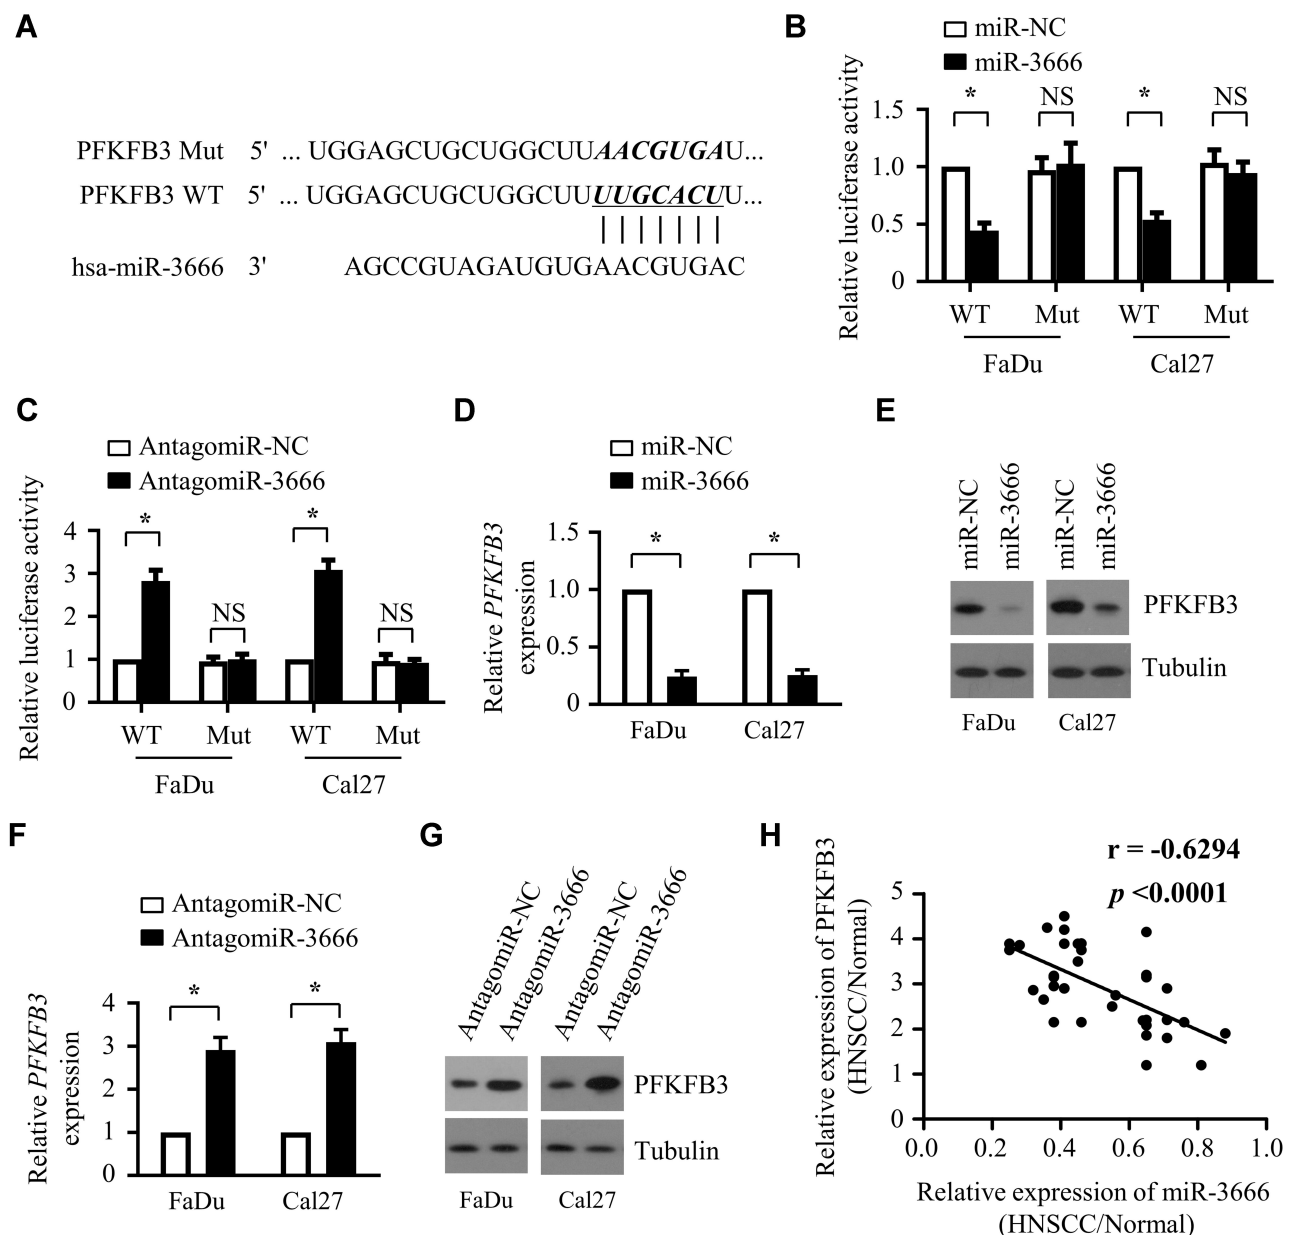 A
PFKFB3 Mut 5' ... UGGAGCUGCUGGCUUAACGUGAU...
PFKFB3 WT 5' ... UGGAGCUGCUGGCUUUUGCACUU...
hsa-miR-3666 3' AGCCGUAGAUGUGAACGUGAC
B
miR-NC
miR-3666
Relative luciferase activity
* NS * NS
1.5
1.0
0.5
0
WT Mut WT Mut
FaDu Cal27
C
AntagomiR-NC
AntagomiR-3666
Relative luciferase activity
* NS * NS
4
3
2
1
0
WT Mut WT Mut
FaDu Cal27
D
miR-NC
miR-3666
Relative PFKFB3
expression
* *
1.5
1.0
0.5
0
FaDu Cal27
E
miR-NC miR-3666 miR-NC miR-3666
PFKFB3
Tubulin
FaDu Cal27
F
AntagomiR-NC
AntagomiR-3666
Relative PFKFB3
expression
* *
4
3
2
1
0
FaDu Cal27
G
AntagomiR-NC AntagomiR-3666 AntagomiR-NC AntagomiR-3666
PFKFB3
Tubulin
FaDu Cal27
H
r = -0.6294
p <0.0001
Relative expression of PFKFB3
(HNSCC/Normal)
5
4
3
2
1
0
0.0 0.2 0.4 0.6 0.8 1.0
Relative expression of miR-3666
(HNSCC/Normal)